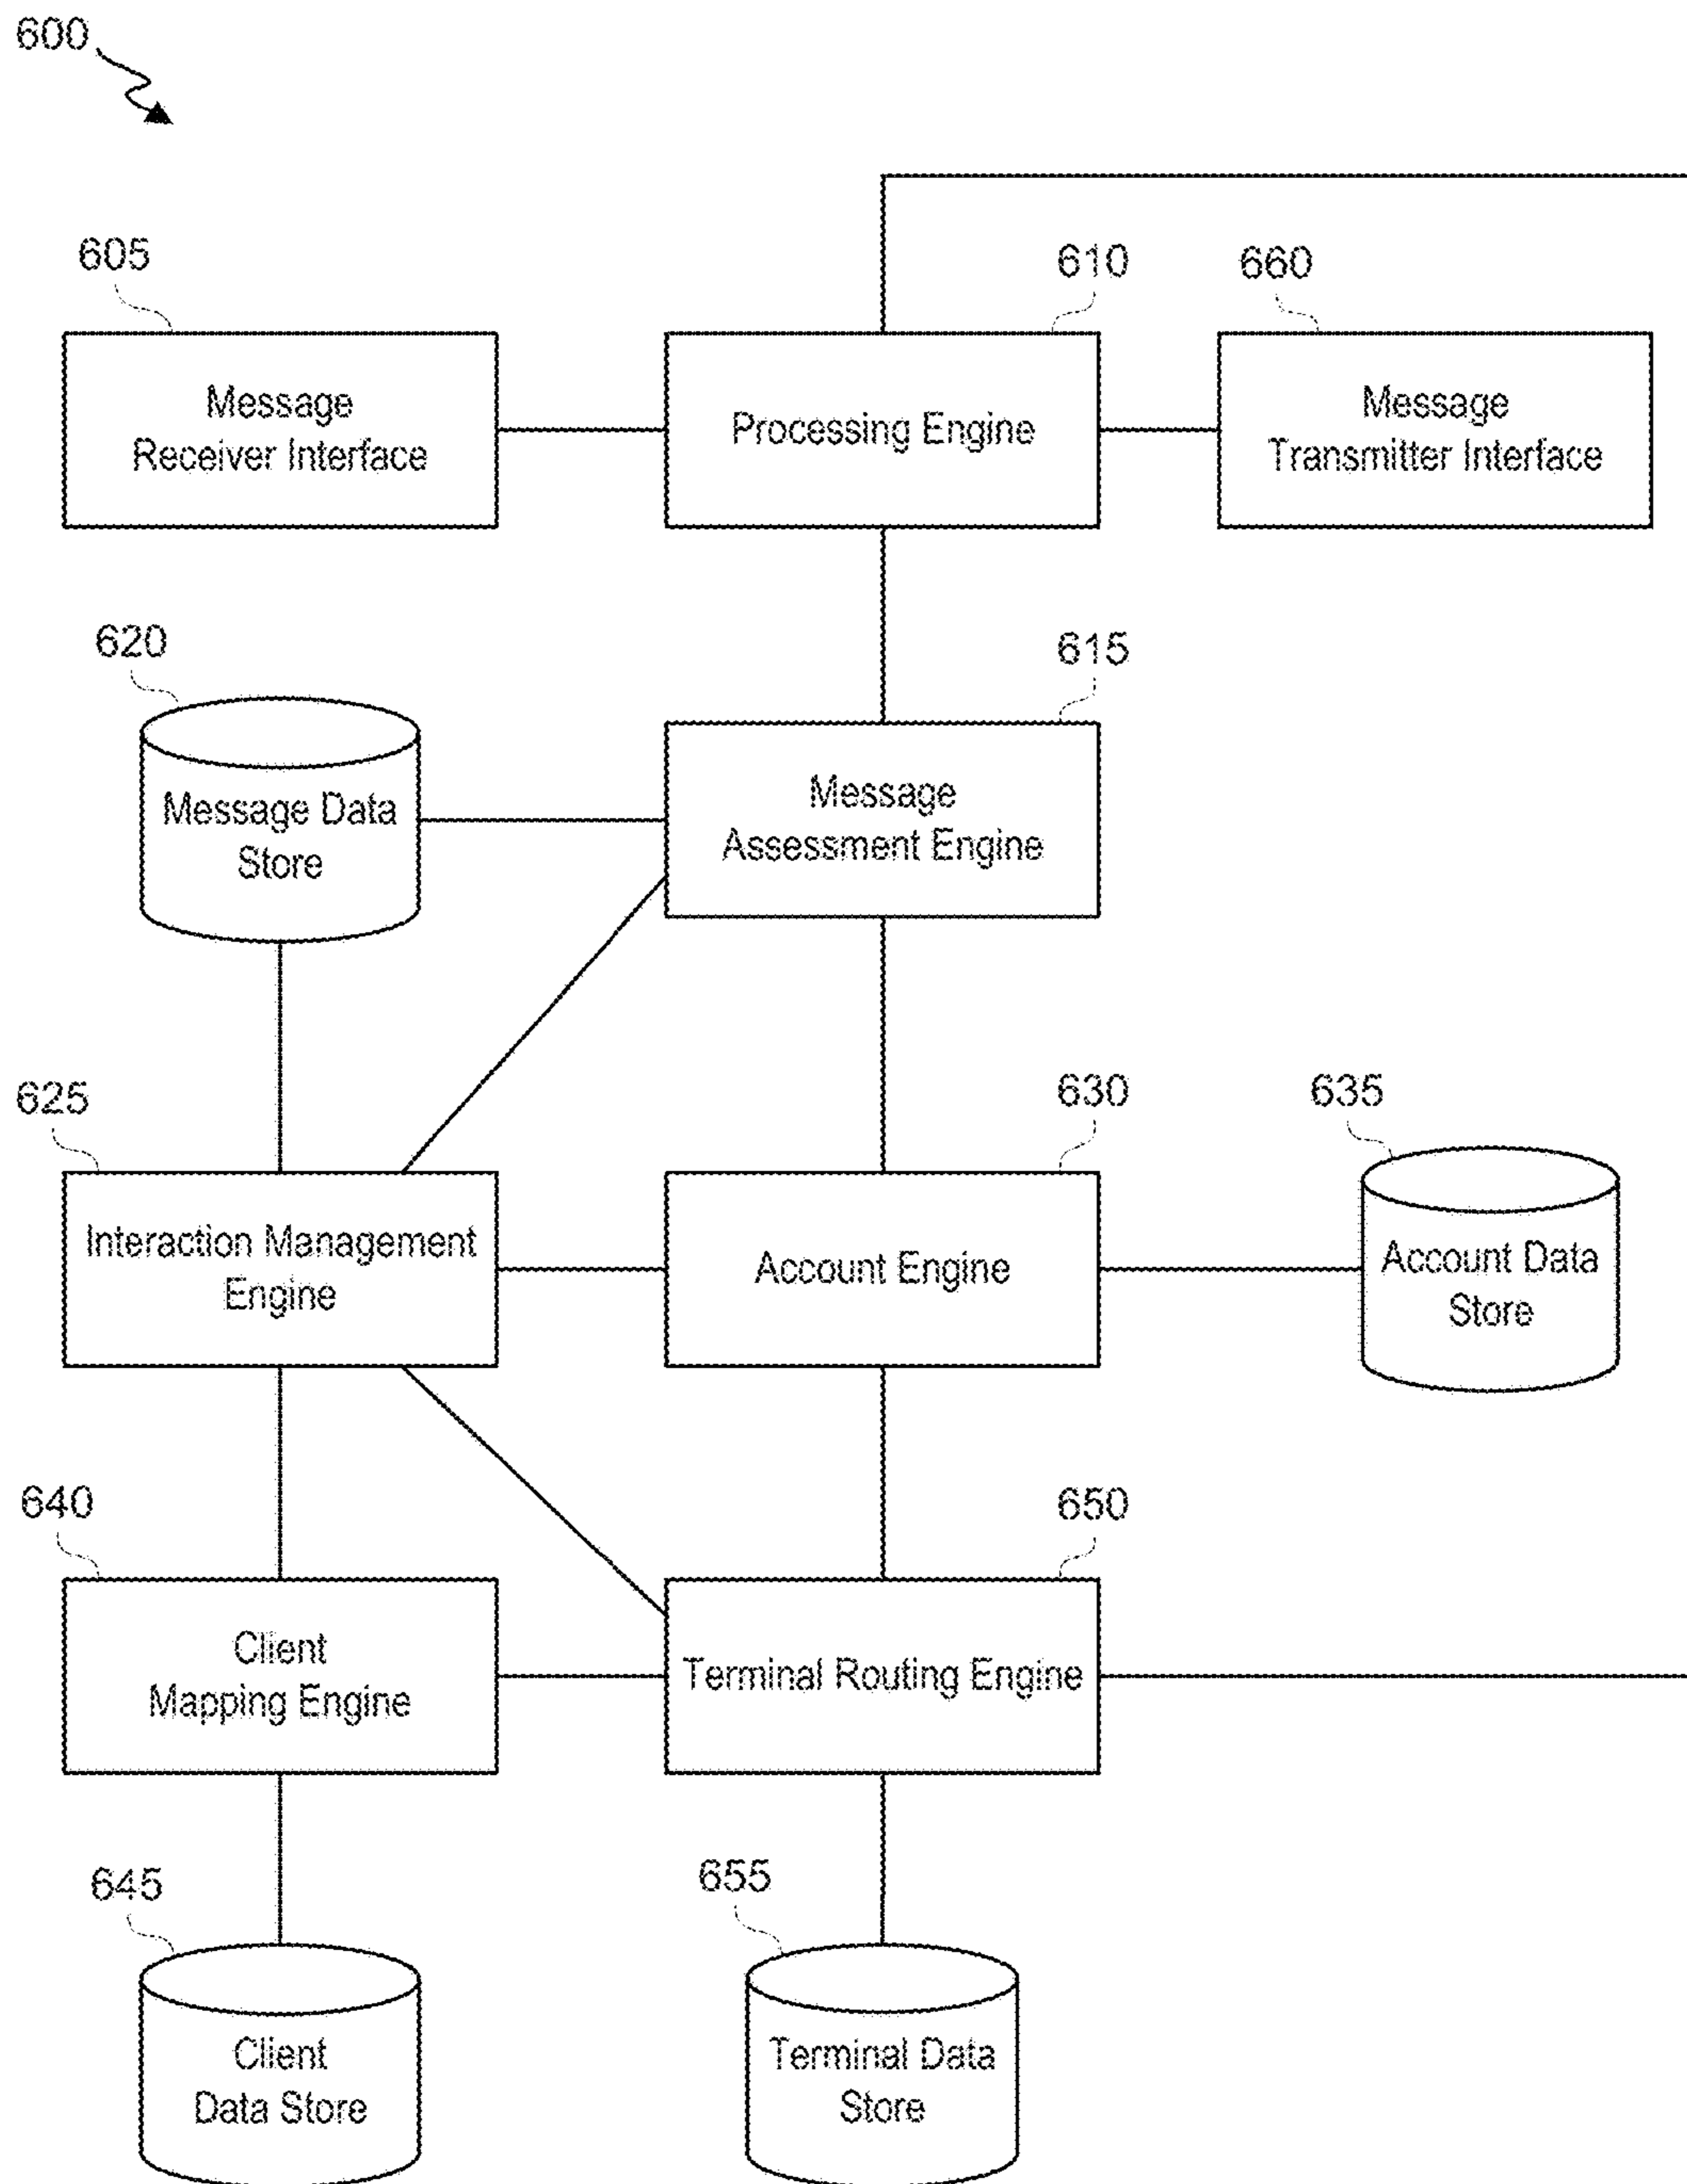 600
605
610
660
Message
Receiver Interface
Processing Engine
Message
Transmitter Interface
620
615
Message Data
Store
Message
Assessment Engine
625
630
635
Interaction Management
Engine
Account Engine
Account Data
Store
640
650
Client
Mapping Engine
Terminal Routing Engine
645
655
Client
Data Store
Terminal Data
Store